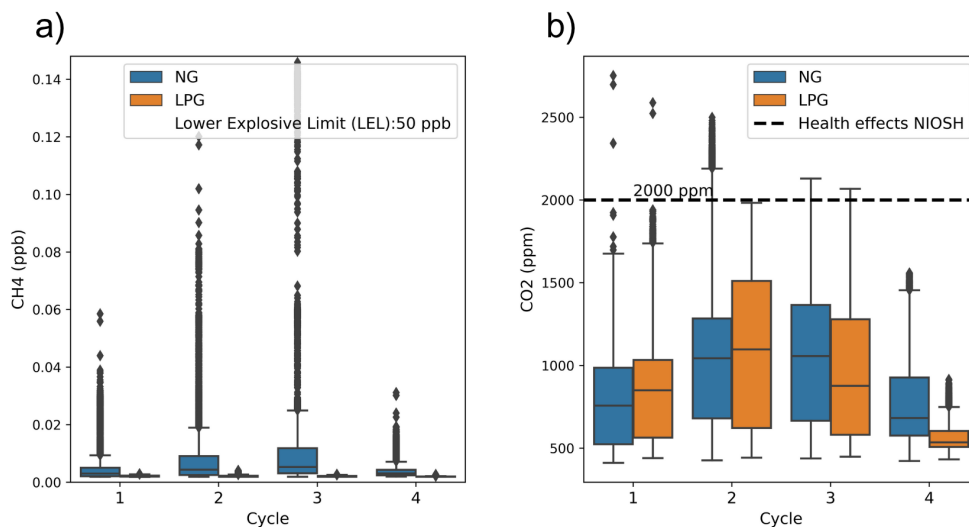 a)
NG
LPG
Lower Explosive Limit (LEL):50 ppb
0.14
0.12
0.10
0.08
0.06
0.04
0.02
0.00
CH4 (ppb)
1 2 3 4
Cycle
b)
NG
LPG
Health effects NIOSH
2000 ppm
2500
2000
1500
1000
500
CO2 (ppm)
1 2 3 4
Cycle